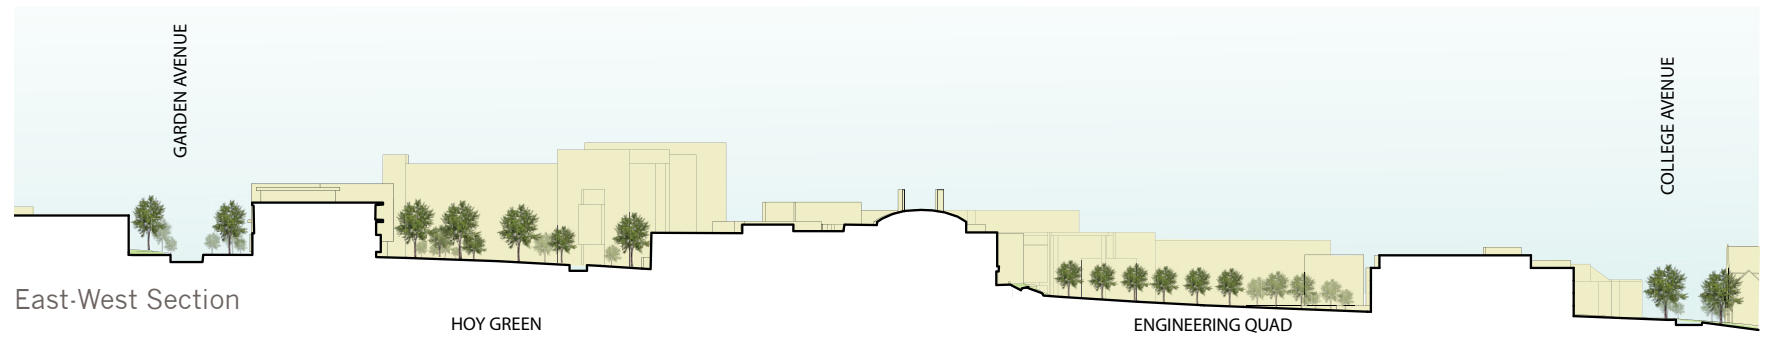 GARDEN AVENUE
COLLEGE AVENUE
East-West Section
HOY GREEN
ENGINEERING QUAD